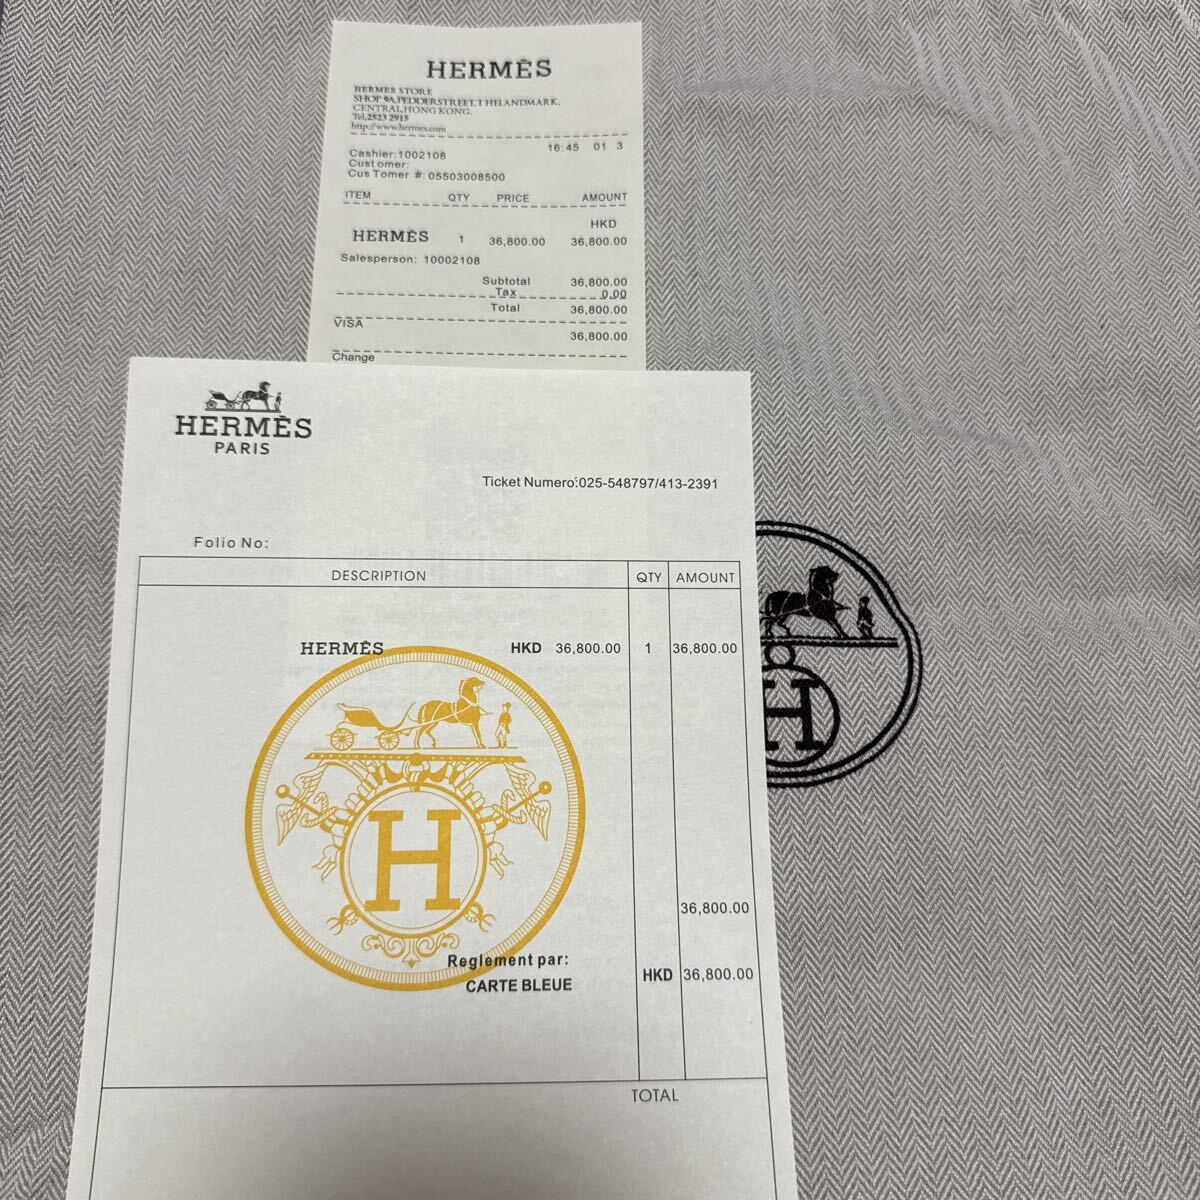 HERMÈS
HERMES STORE
SHOP 9A,PEDDERSTREET,T HELANDMARK,
CENTRAL,HONG KONG.
Tel,2523 2915
http://www.hermes.com
16:45 01 3
Cashier:1002108
Customer:
Cus Tomer #: 05503008500
ITEM QTY PRICE AMOUNT
HKD
HERMÈS 1 36,800.00 36,800.00
Salesperson: 10002108
Subtotal 36,800.00
Tax 0.00
Total 36,800.00
VISA
36,800.00
Change
HERMÈS
PARIS
Ticket Numero:025-548797/413-2391
Folio No:
DESCRIPTION QTY AMOUNT
HERMÈS HKD 36,800.00 1 36,800.00
H
H
36,800.00
Reglement par:
CARTE BLEUE
HKD 36,800.00
TOTAL